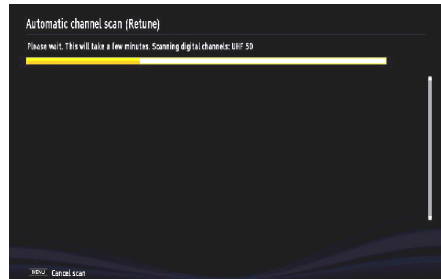 Automatic channel scan (Retune)
Please wait. This will take a few minutes. Scanning digital channels: UHF 50
MENU Cancel scan